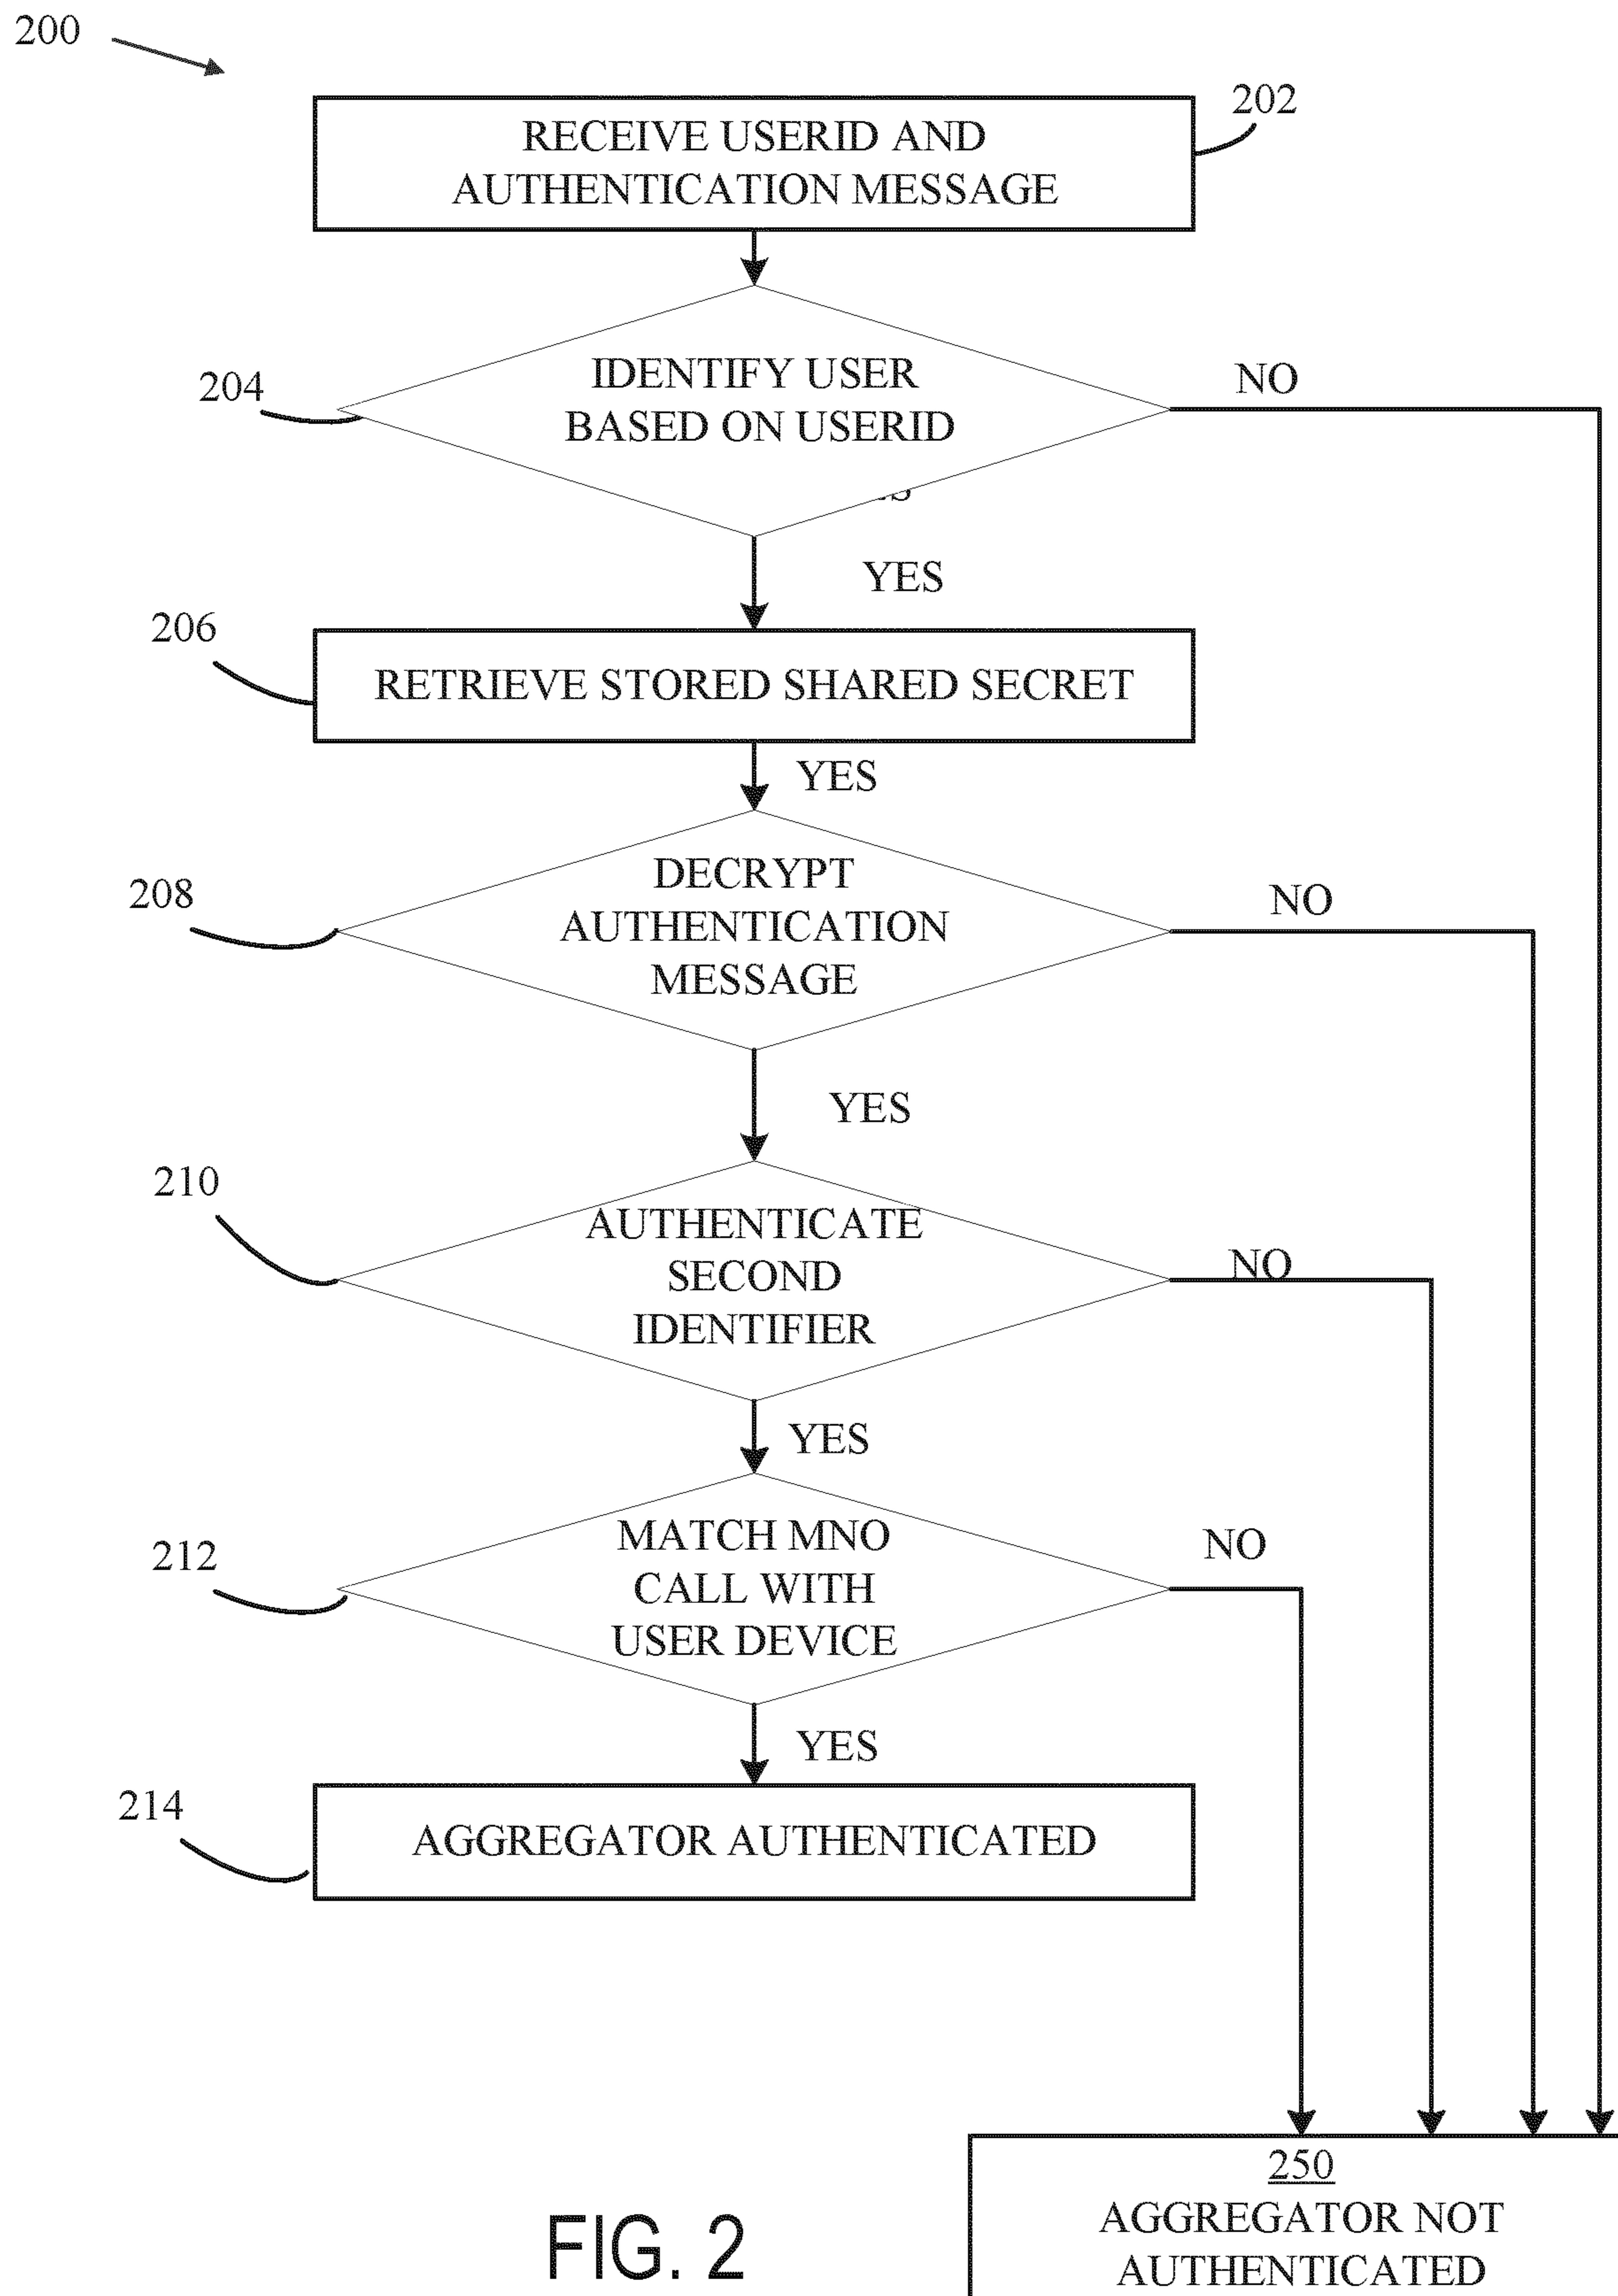 200
202
RECEIVE USERID AND
AUTHENTICATION MESSAGE
204
IDENTIFY USER
BASED ON USERID
NO
YES
206
RETRIEVE STORED SHARED SECRET
YES
208
DECRYPT
AUTHENTICATION
MESSAGE
NO
YES
210
AUTHENTICATE
SECOND
IDENTIFIER
NO
YES
212
MATCH MNO
CALL WITH
USER DEVICE
NO
YES
214
AGGREGATOR AUTHENTICATED
250
AGGREGATOR NOT
AUTHENTICATED
FIG. 2